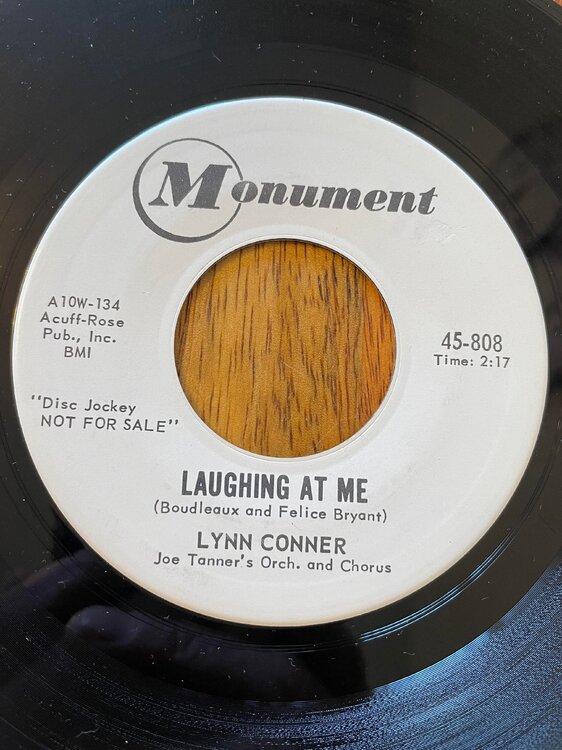 Monument
A10W-134
Acuff-Rose
Pub., Inc.
BMI
45-808
Time: 2:17
"Disc Jockey
NOT FOR SALE"
LAUGHING AT ME
(Boudleaux and Felice Bryant)
LYNN CONNER
Joe Tanner's Orch. and Chorus